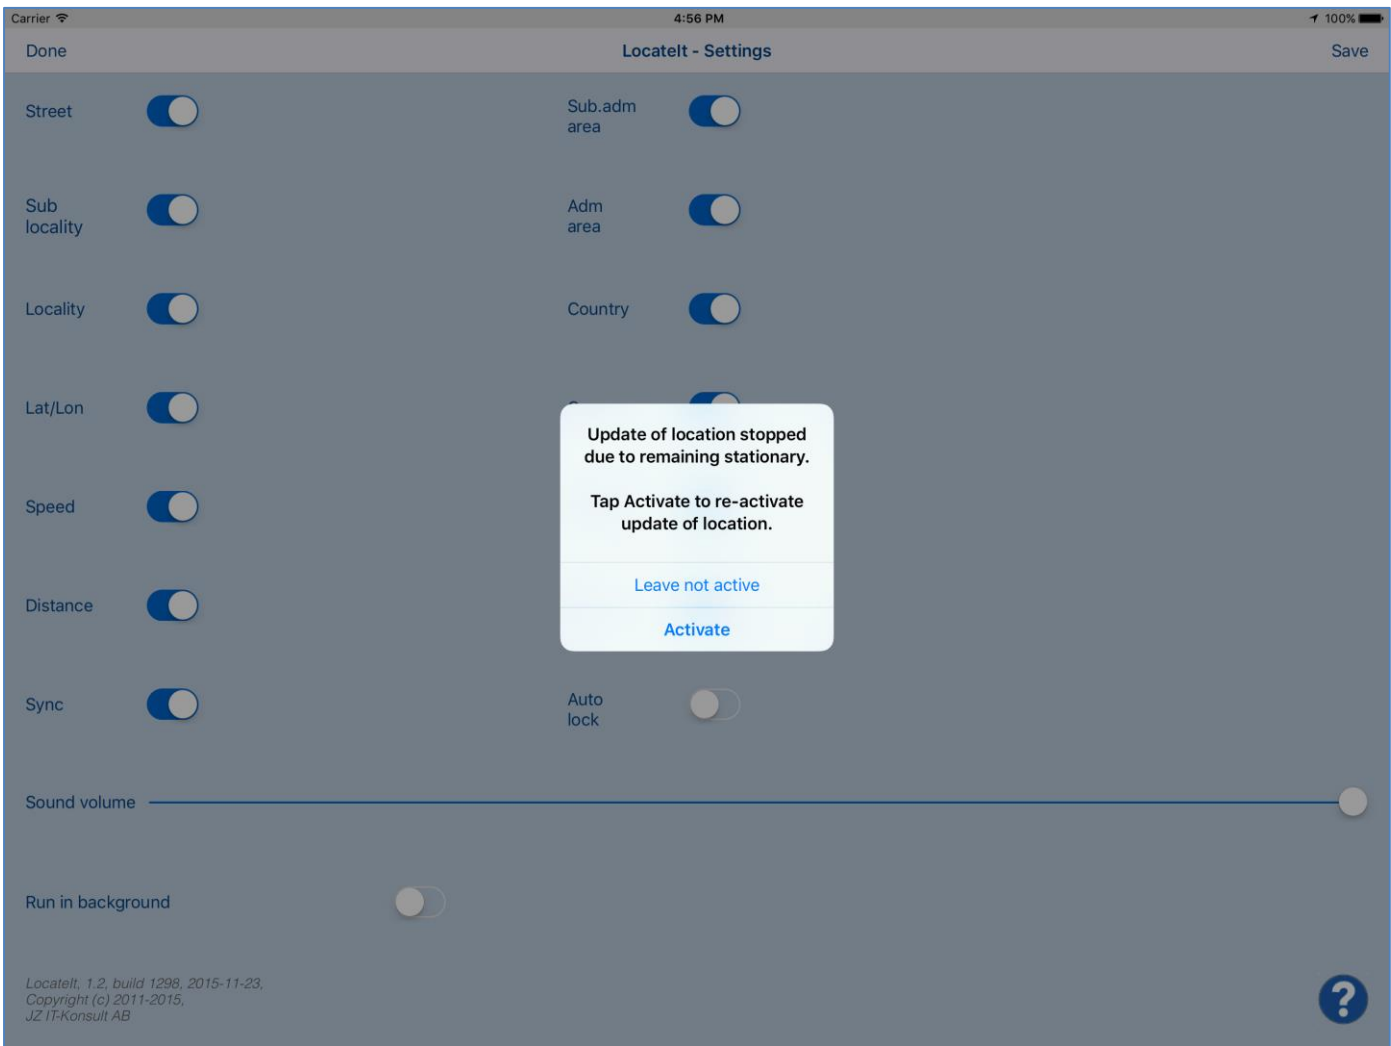 Carrier
4:56 PM
100%
Done
LocateIt - Settings
Save
Street
Sub.adm
area
Sub
locality
Adm
area
Locality
Country
Lat/Lon
Update of location stopped
due to remaining stationary.
Tap Activate to re-activate
update of location.
Leave not active
Activate
Speed
Distance
Sync
Auto
lock
Sound volume
Run in background
LocateIt, 1.2, build 1298, 2015-11-23,
Copyright (c) 2011-2015,
JZ IT-Konsult AB
?